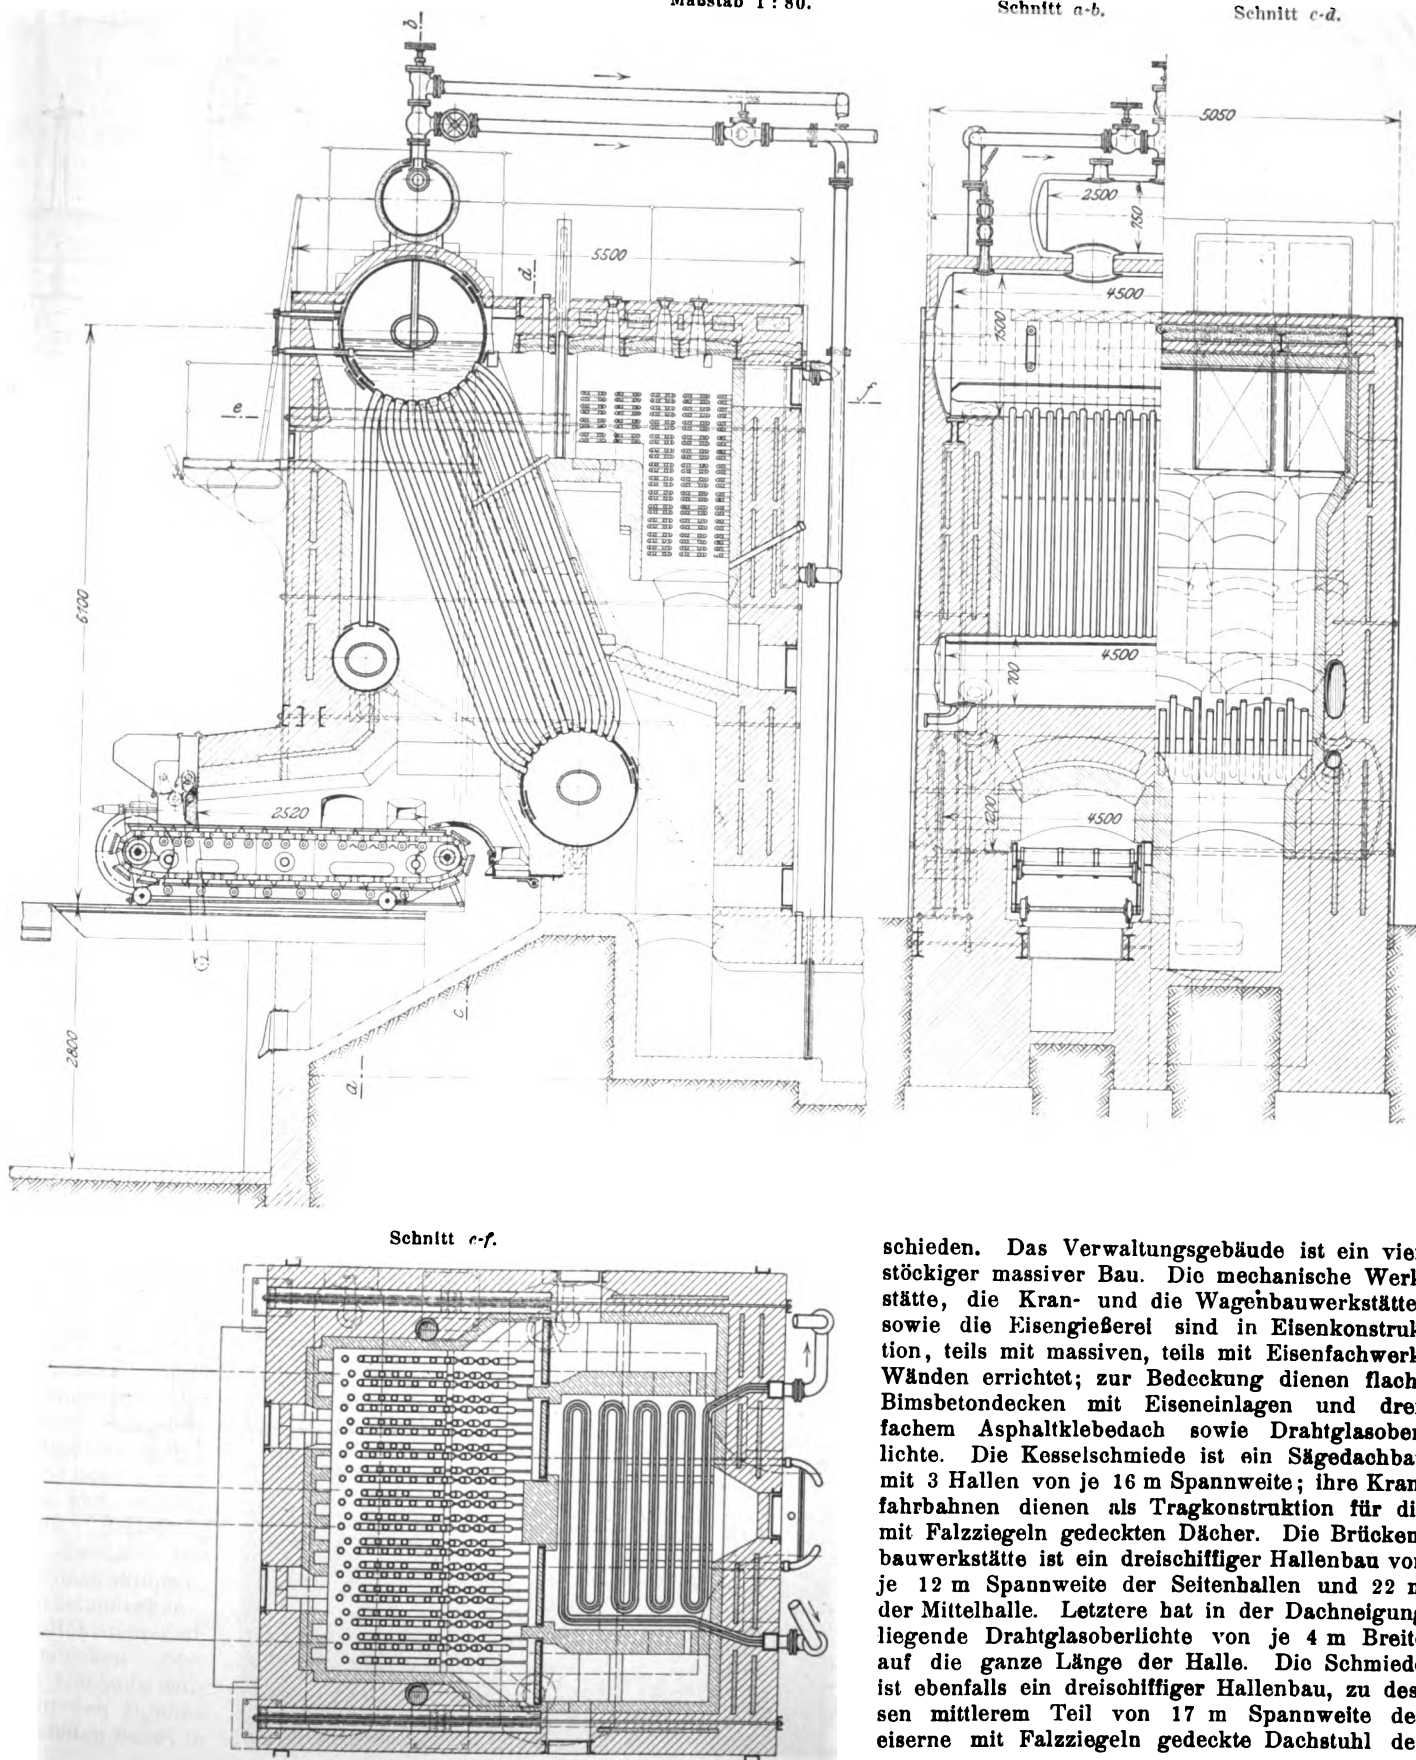 Maßstab 1 : 80.
Schnitt a-b.
Schnitt c-d.
b
5050
2500
750
5500
d
4500
1500
e
f
6700
4500
700
2520
1200
4500
c
a
2800
Schnitt e-f.
schieden. Das Verwaltungsgebäude ist ein vier
stöckiger massiver Bau. Die mechanische Werk
stätte, die Kran- und die Wagenbauwerkstätte
sowie die Eisengießerei sind in Eisenkonstruk
tion, teils mit massiven, teils mit Eisenfachwerk
Wänden errichtet; zur Bedeckung dienen flach
Bimsbetondecken mit Eiseneinlagen und drei
fachem Asphaltklebedach sowie Drahtglasober
lichte. Die Kesselschmiede ist ein Sägedachbau
mit 3 Hallen von je 16 m Spannweite; ihre Kran
fahrbahnen dienen als Tragkonstruktion für di
mit Falzziegeln gedeckten Dächer. Die Brücken
bauwerkstätte ist ein dreischiffiger Hallenbau von
je 12 m Spannweite der Seitenhallen und 22 m
der Mittelhalle. Letztere hat in der Dachneigung
liegende Drahtglasoberlichte von je 4 m Breite
auf die ganze Länge der Halle. Die Schmiede
ist ebenfalls ein dreischiffiger Hallenbau, zu des
sen mittlerem Teil von 17 m Spannweite de
eiserne mit Falzziegeln gedeckte Dachstuhl de